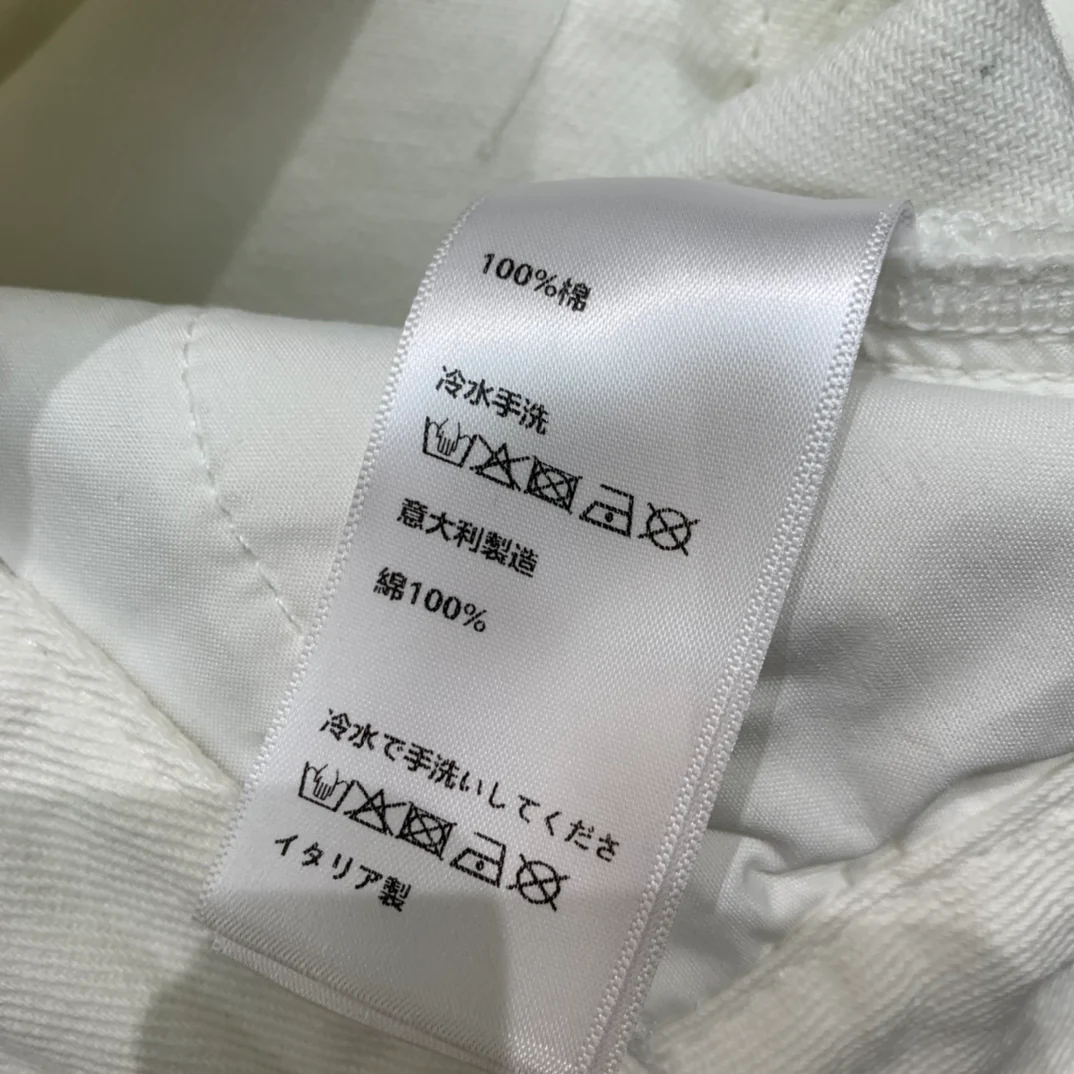 100%棉
冷水手洗
意大利製造
綿100%
冷水で手洗いしてくださ
イタリア製